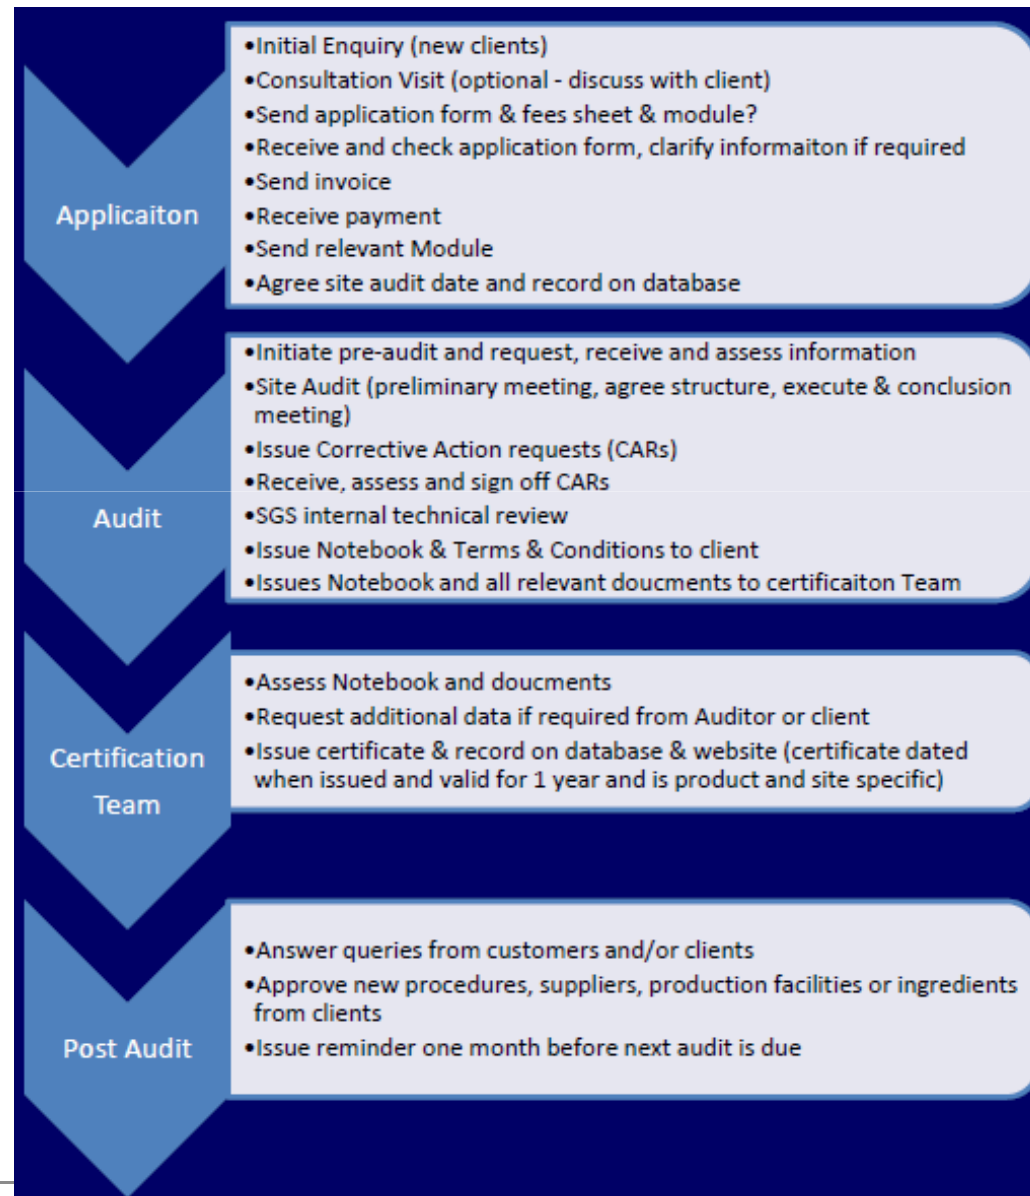 Applicaiton
•Initial Enquiry (new clients)
•Consultation Visit (optional - discuss with client)
•Send application form & fees sheet & module?
•Receive and check application form, clarify informaiton if required
•Send invoice
•Receive payment
•Send relevant Module
•Agree site audit date and record on database
Audit
•Initiate pre-audit and request, receive and assess information
•Site Audit (preliminary meeting, agree structure, execute & conclusion
meeting)
•Issue Corrective Action requests (CARs)
•Receive, assess and sign off CARs
•SGS internal technical review
•Issue Notebook & Terms & Conditions to client
•Issues Notebook and all relevant doucments to certificaiton Team
Certification
Team
•Assess Notebook and doucments
•Request additional data if required from Auditor or client
•Issue certificate & record on database & website (certificate dated
when issued and valid for 1 year and is product and site specific)
Post Audit
•Answer queries from customers and/or clients
•Approve new procedures, suppliers, production facilities or ingredients
from clients
•Issue reminder one month before next audit is due